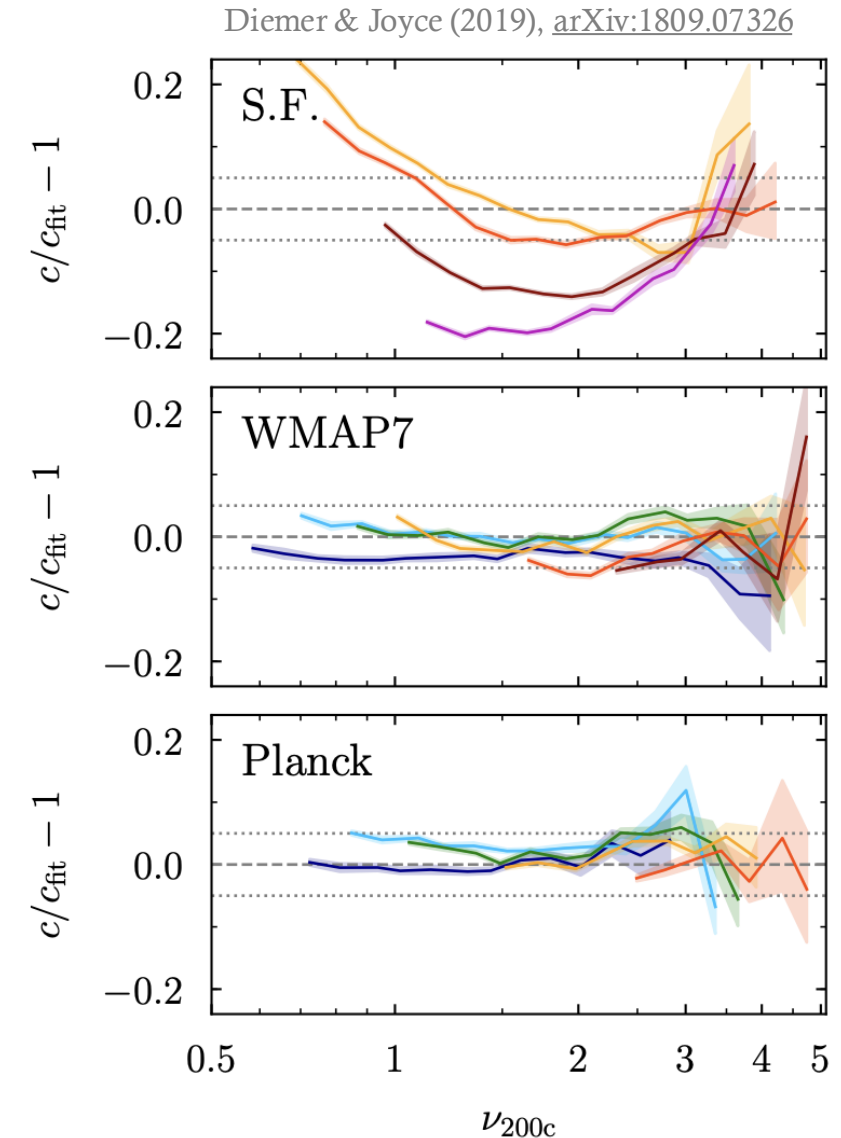 Diemer & Joyce (2019), arXiv:1809.07326
0.2
S.F.
0.0
−0.2
c/c_fit − 1
0.2
WMAP7
0.0
−0.2
c/c_fit − 1
0.2
Planck
0.0
−0.2
c/c_fit − 1
0.5 1 2 3 4 5
ν_200c